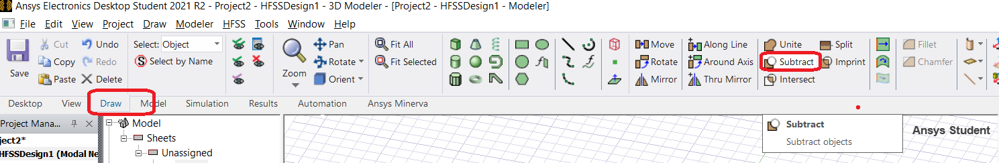 Ansys Electronics Desktop Student 2021 R2 - Project2 - HFSSDesign1 - 3D Modeler - [Project2 - HFSSDesign1 - Modeler]
File Edit View Project Draw Modeler HFSS Tools Window Help
Cut Undo Select: Object Pan Fit All Move Along Line Unite Split Fillet
Save Copy Redo Select by Name Zoom Rotate Fit Selected Rotate Around Axis Subtract Imprint Chamfer
Paste Delete Orient Mirror Thru Mirror Intersect
Desktop View Draw Model Simulation Results Automation Ansys Minerva
Project Mana... Model
ject2* Sheets
HFSSDesign1 (Modal Ne Unassigned
Subtract
Subtract objects
Ansys Student